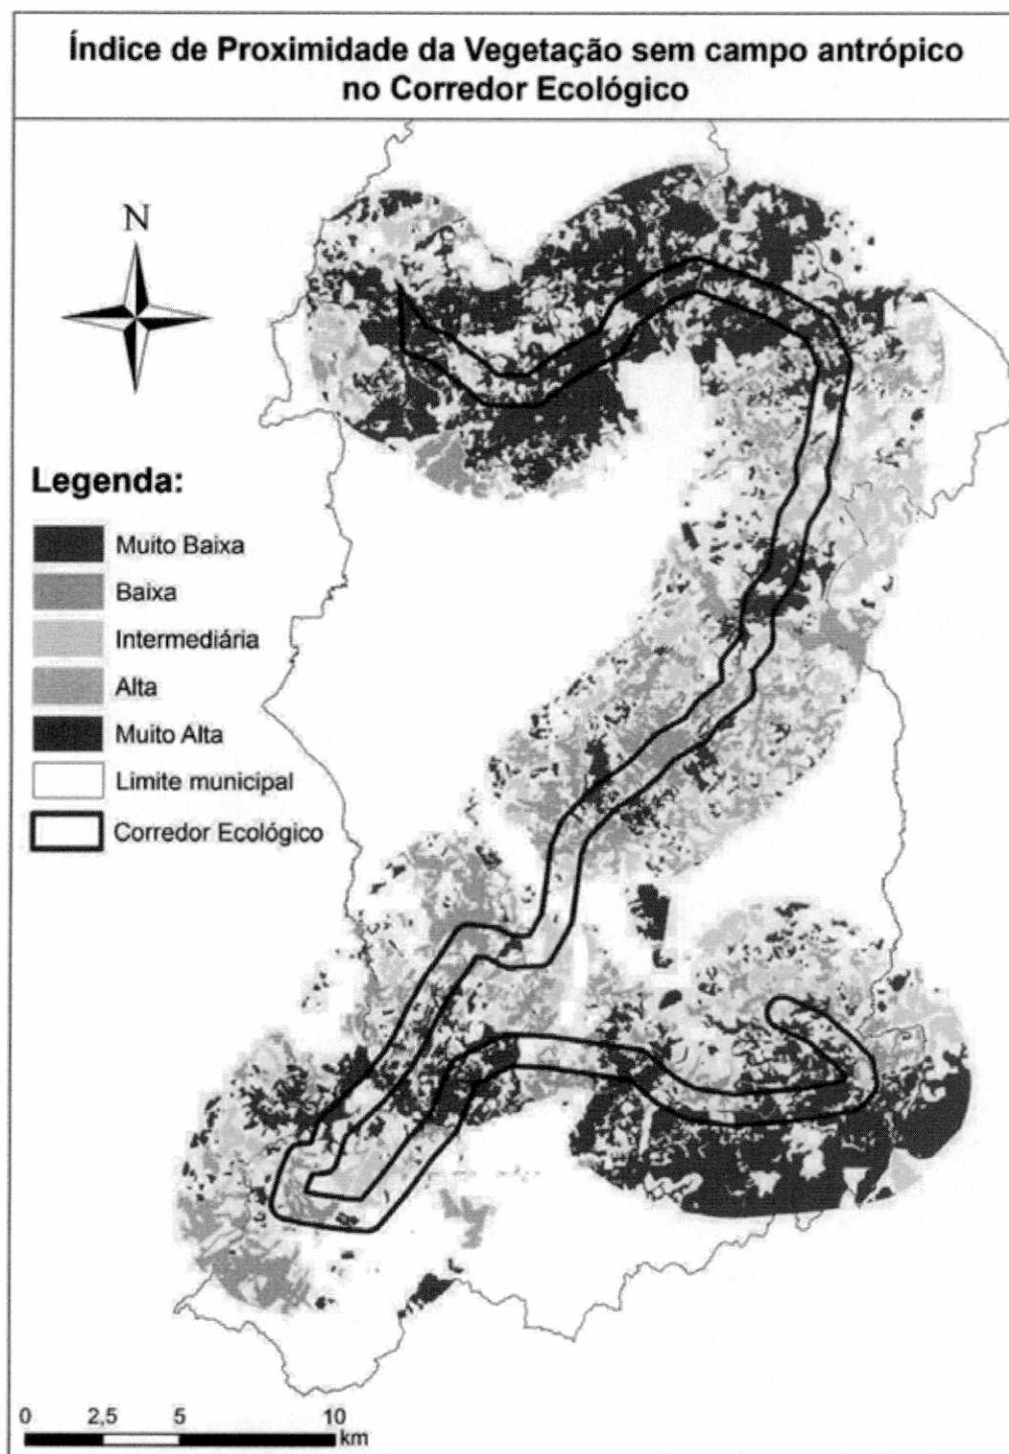 Índice de Proximidade da Vegetação sem campo antrópico
no Corredor Ecológico
N
Legenda:
Muito Baixa
Baixa
Intermediária
Alta
Muito Alta
Limite municipal
Corredor Ecológico
0 2,5 5 10
km